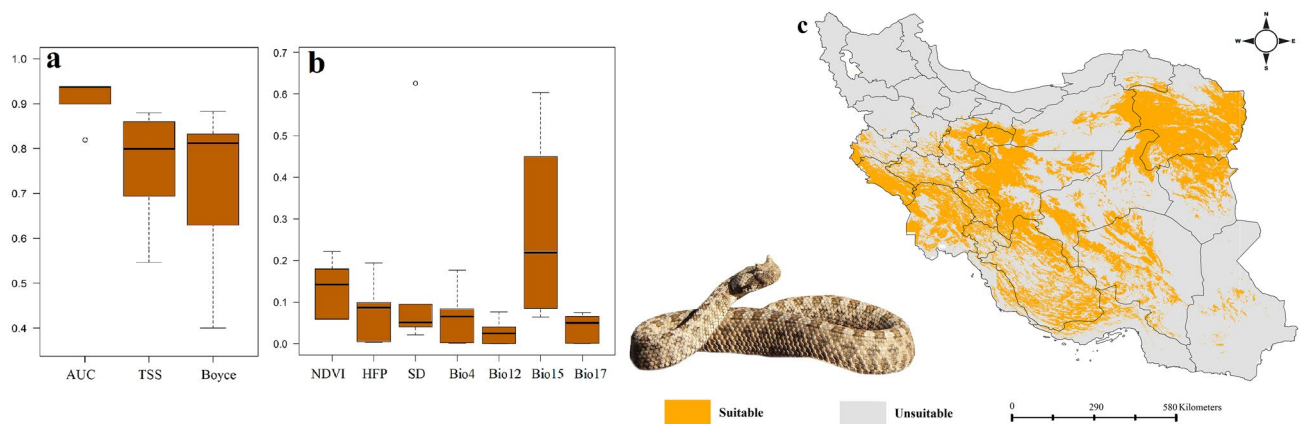 a
1.0
0.9
0.8
0.7
0.6
0.5
0.4
AUC TSS Boyce
b
0.7
0.6
0.5
0.4
0.3
0.2
0.1
0.0
NDVI HFP SD Bio4 Bio12 Bio15 Bio17
c
N
W E
S
Suitable Unsuitable
0 290 580 Kilometers